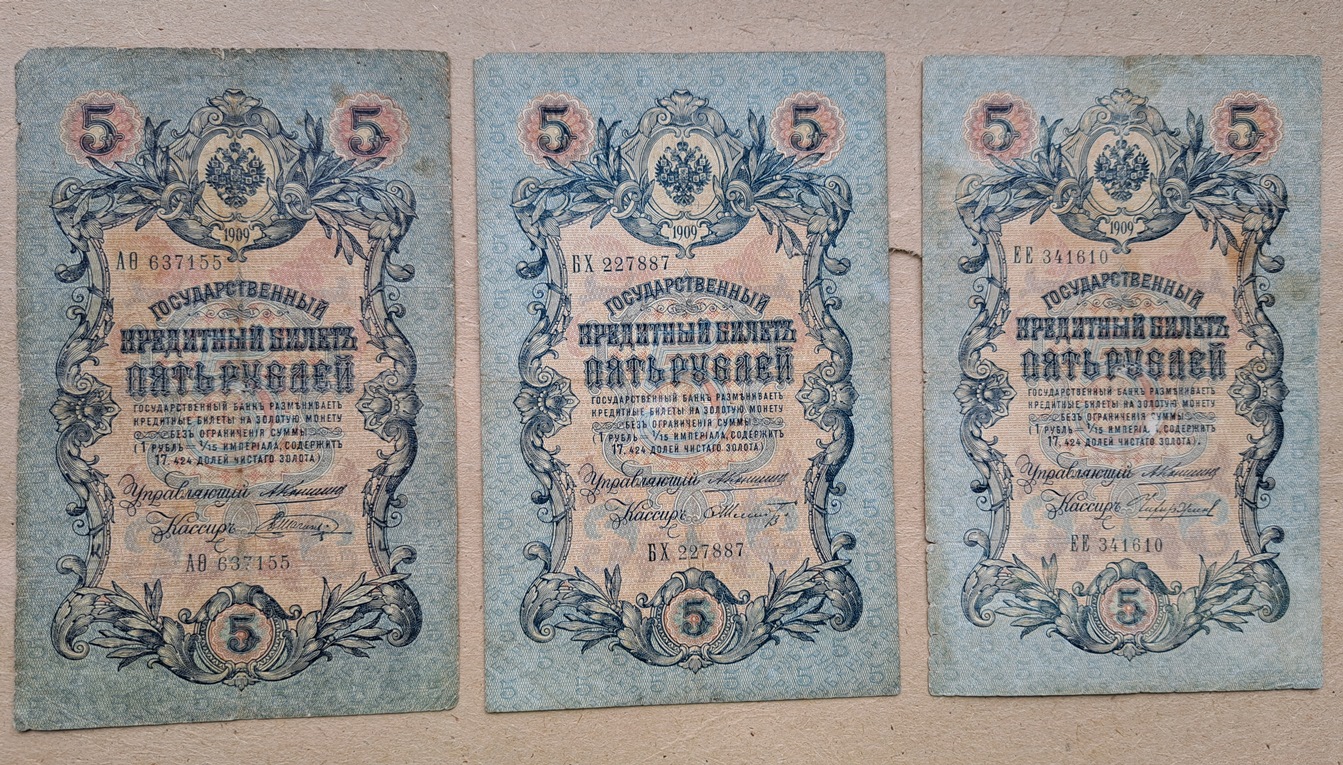 5 5
1909
АѲ 637155
ГОСУДАРСТВЕННЫЙ
КРЕДИТНЫЙ БИЛЕТЪ
ПЯТЬ РУБЛЕЙ
ГОСУДАРСТВЕННЫЙ БАНКЪ РАЗМѢНИВАЕТЪ
КРЕДИТНЫЕ БИЛЕТЫ НА ЗОЛОТУЮ МОНЕТУ
БЕЗЪ ОГРАНИЧЕНІЯ СУММЫ
(1 РУБЛЬ = 1/15 ИМПЕРІАЛА, СОДЕРЖИТЪ
17,424 ДОЛЕЙ ЧИСТАГО ЗОЛОТА).
Управляющій
Кассиръ
АѲ 637155
5
5 5
1909
БХ 227887
ГОСУДАРСТВЕННЫЙ
КРЕДИТНЫЙ БИЛЕТЪ
ПЯТЬ РУБЛЕЙ
ГОСУДАРСТВЕННЫЙ БАНКЪ РАЗМѢНИВАЕТЪ
КРЕДИТНЫЕ БИЛЕТЫ НА ЗОЛОТУЮ МОНЕТУ
БЕЗЪ ОГРАНИЧЕНІЯ СУММЫ
(1 РУБЛЬ = 1/15 ИМПЕРІАЛА, СОДЕРЖИТЪ
17,424 ДОЛЕЙ ЧИСТАГО ЗОЛОТА).
Управляющій
Кассиръ
БХ 227887
5
5 5
1909
ЕЕ 341610
ГОСУДАРСТВЕННЫЙ
КРЕДИТНЫЙ БИЛЕТЪ
ПЯТЬ РУБЛЕЙ
ГОСУДАРСТВЕННЫЙ БАНКЪ РАЗМѢНИВАЕТЪ
КРЕДИТНЫЕ БИЛЕТЫ НА ЗОЛОТУЮ МОНЕТУ
БЕЗЪ ОГРАНИЧЕНІЯ СУММЫ
(1 РУБЛЬ = 1/15 ИМПЕРІАЛА, СОДЕРЖИТЪ
17,424 ДОЛЕЙ ЧИСТАГО ЗОЛОТА).
Управляющій
Кассиръ
ЕЕ 341610
5